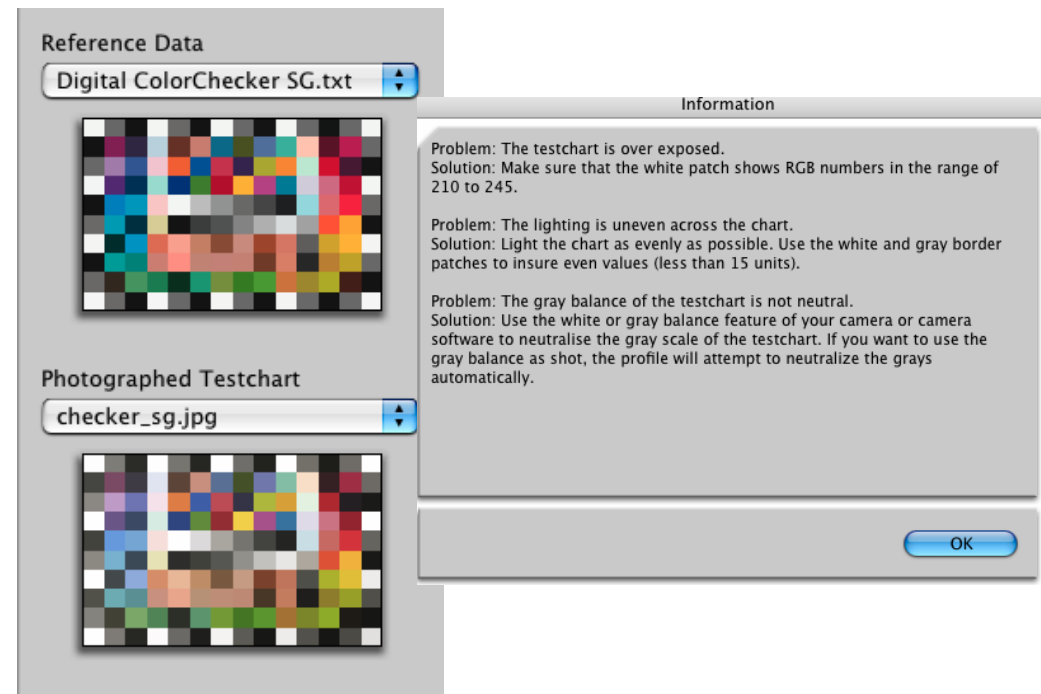 Reference Data
Digital ColorChecker SG.txt
Information
Problem: The testchart is over exposed.
Solution: Make sure that the white patch shows RGB numbers in the range of
210 to 245.
Problem: The lighting is uneven across the chart.
Solution: Light the chart as evenly as possible. Use the white and gray border
patches to insure even values (less than 15 units).
Problem: The gray balance of the testchart is not neutral.
Solution: Use the white or gray balance feature of your camera or camera
software to neutralise the gray scale of the testchart. If you want to use the
gray balance as shot, the profile will attempt to neutralize the grays
automatically.
OK
Photographed Testchart
checker_sg.jpg